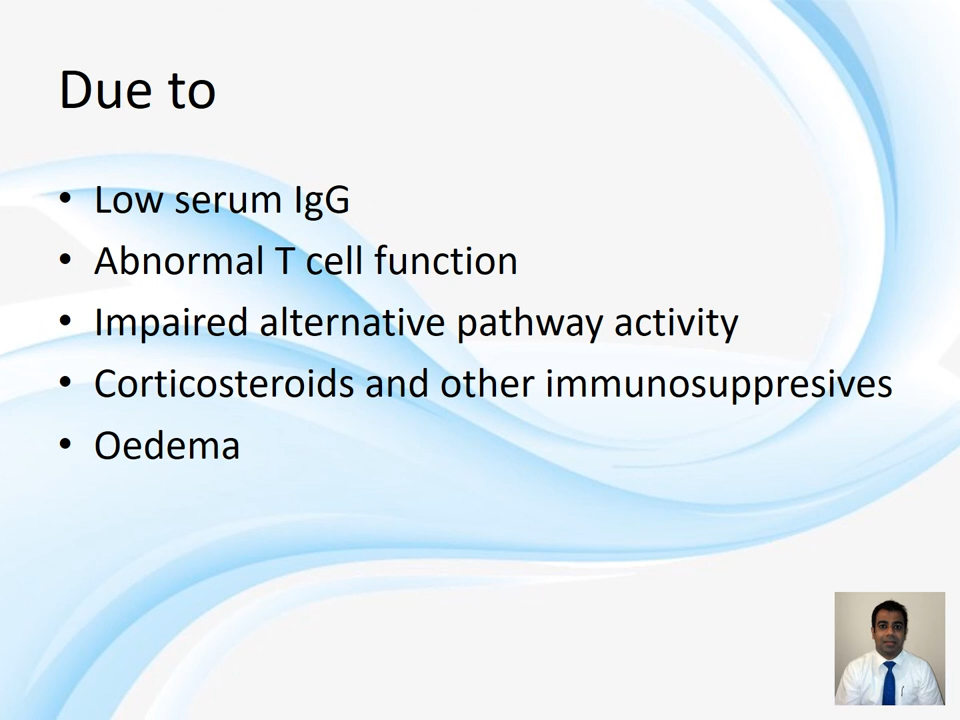 Due to
• Low serum IgG
• Abnormal T cell function
• Impaired alternative pathway activity
• Corticosteroids and other immunosuppresives
• Oedema